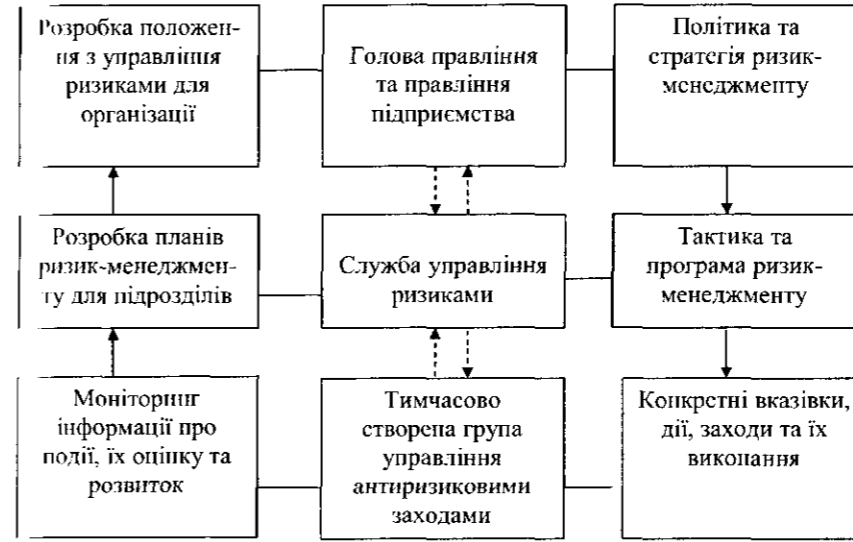 Розробка положен-
ня з управління
ризиками для
організації
Голова правління
та правління
підприємства
Політика та
стратегія ризик-
менеджменту
Розробка планів
ризик-менеджмен-
ту для підрозділів
Служба управління
ризиками
Тактика та
програма ризик-
менеджменту
Моніторинг
інформації про
події, їх оцінку та
розвиток
Тимчасово
створена група
управління
антиризиковими
заходами
Конкретні вказівки,
дії, заходи та їх
виконання